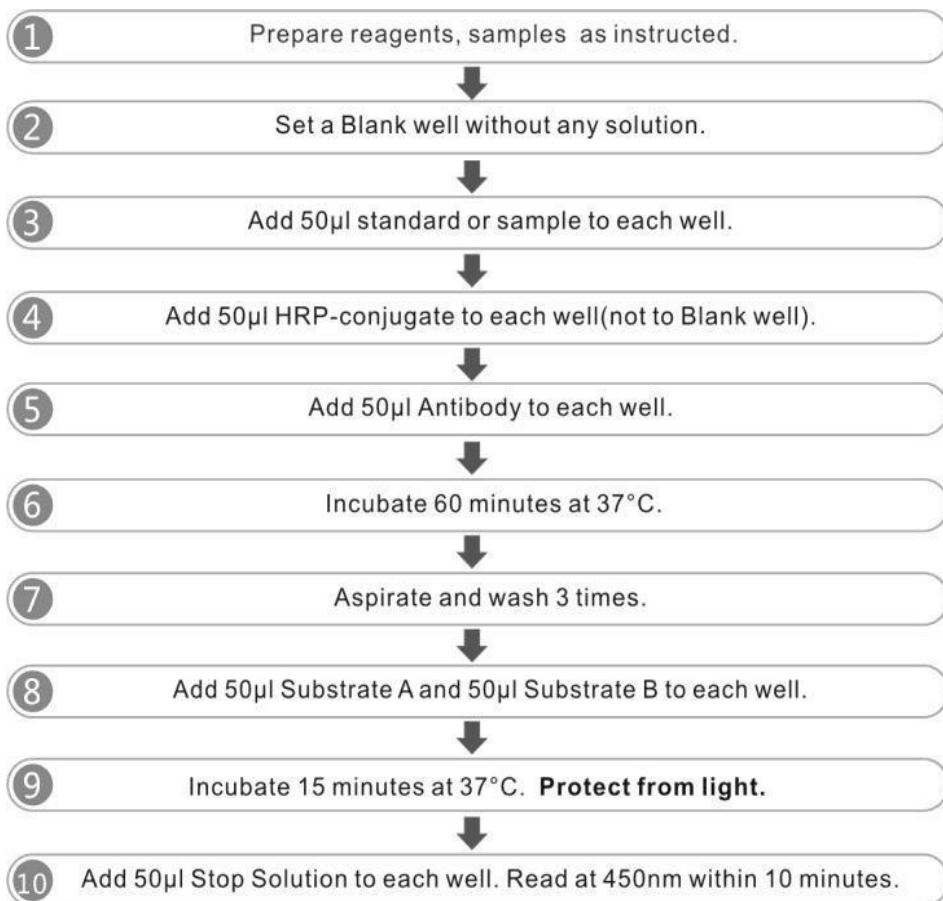 1 Prepare reagents, samples as instructed.
2 Set a Blank well without any solution.
3 Add 50μl standard or sample to each well.
4 Add 50μl HRP-conjugate to each well(not to Blank well).
5 Add 50μl Antibody to each well.
6 Incubate 60 minutes at 37°C.
7 Aspirate and wash 3 times.
8 Add 50μl Substrate A and 50μl Substrate B to each well.
9 Incubate 15 minutes at 37°C. Protect from light.
10 Add 50μl Stop Solution to each well. Read at 450nm within 10 minutes.